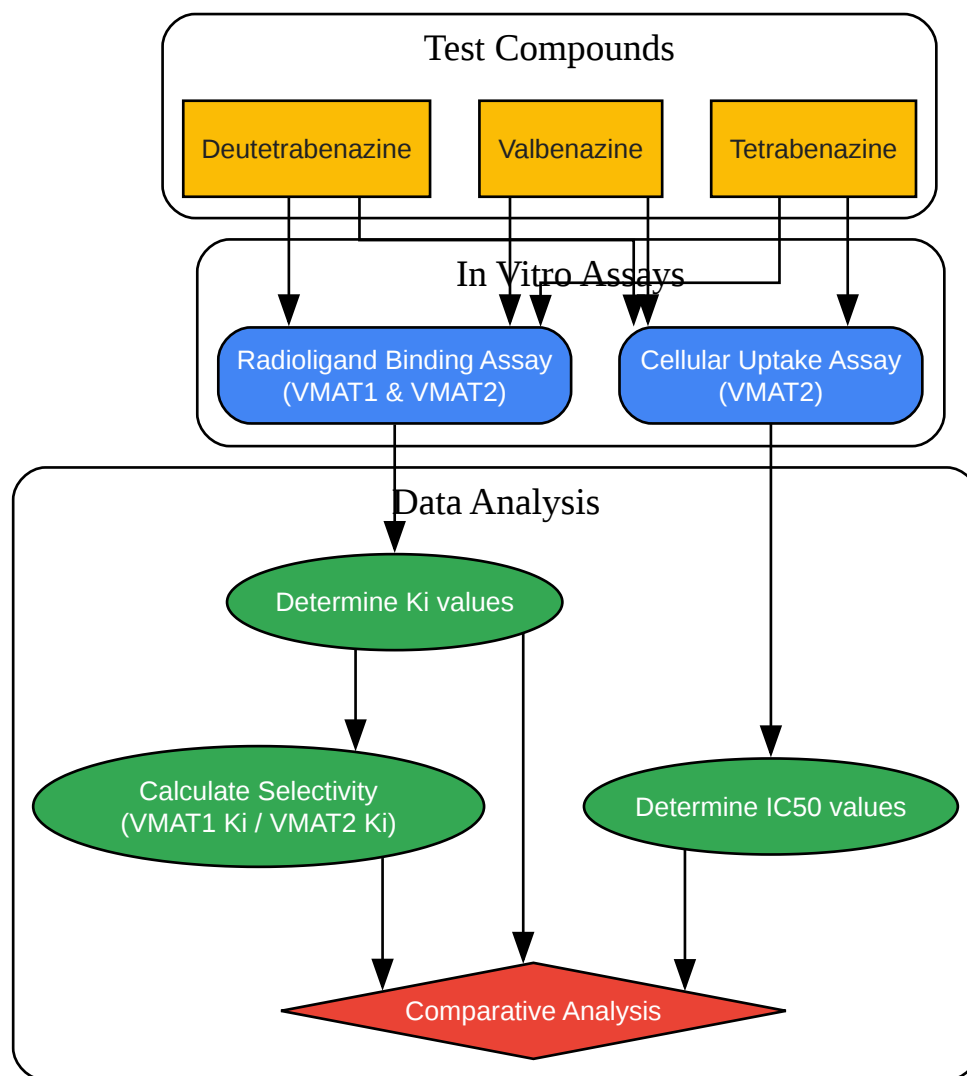 Test Compounds
Deutetrabenazine
Valbenazine
Tetrabenazine
In Vitro Assays
Radioligand Binding Assay
(VMAT1 & VMAT2)
Cellular Uptake Assay
(VMAT2)
Data Analysis
Determine Ki values
Calculate Selectivity
(VMAT1 Ki / VMAT2 Ki)
Determine IC50 values
Comparative Analysis